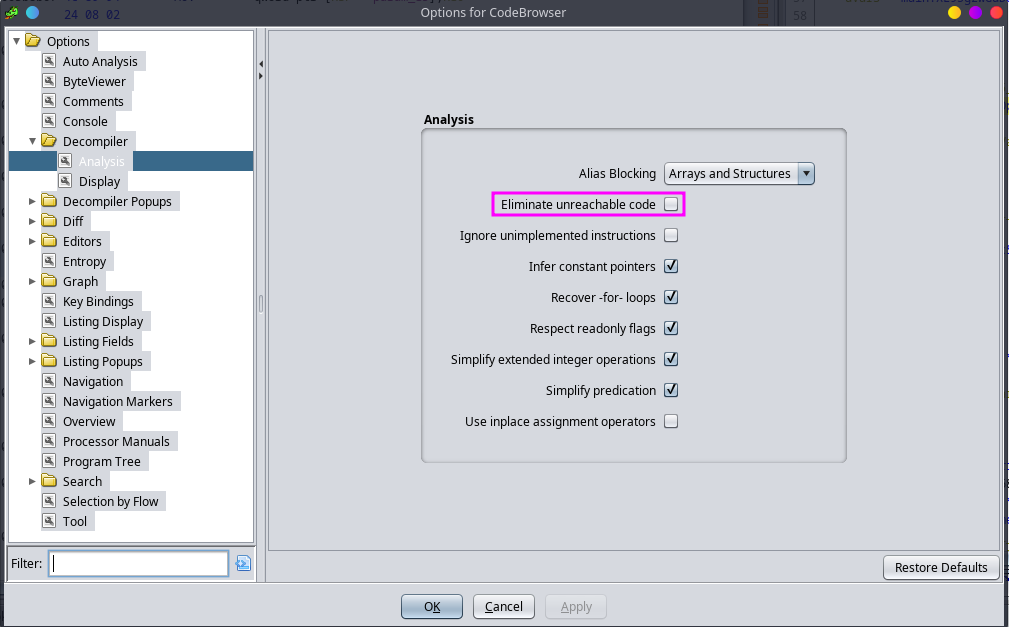 24 08 02
58
Options for CodeBrowser
Options
Auto Analysis
ByteViewer
Comments
Console
Decompiler
Analysis
Display
Decompiler Popups
Diff
Editors
Entropy
Graph
Key Bindings
Listing Display
Listing Fields
Listing Popups
Navigation
Navigation Markers
Overview
Processor Manuals
Program Tree
Search
Selection by Flow
Tool
Filter:
Analysis
Alias Blocking Arrays and Structures
Eliminate unreachable code
Ignore unimplemented instructions
Infer constant pointers
Recover -for- loops
Respect readonly flags
Simplify extended integer operations
Simplify predication
Use inplace assignment operators
Restore Defaults
OK Cancel Apply